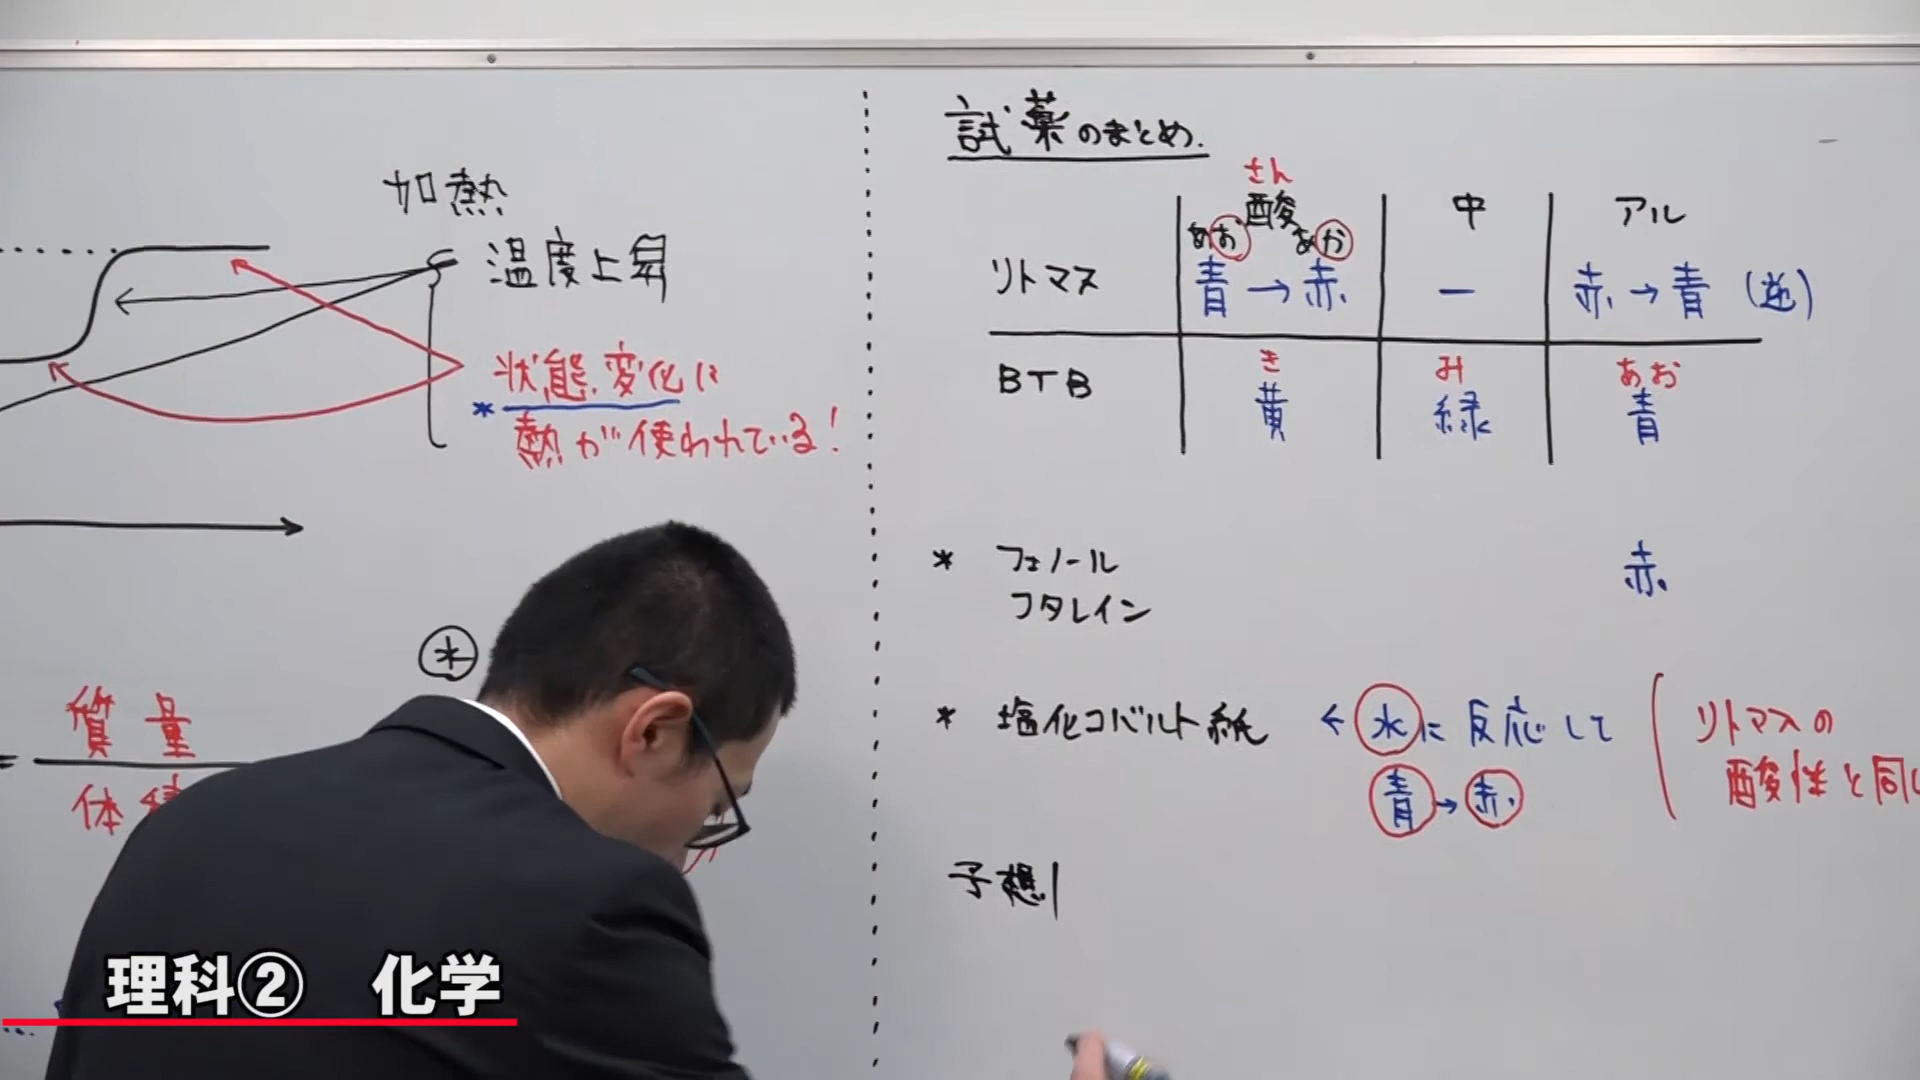 加熱
温度上昇
状態変化に
* 熱が使われている!
水
質量
体積
試薬のまとめ.
さん
酸 中 アル
あお あか
リトマス 青→赤 ー 赤→青(逆)
き み あお
BTB 黄 緑 青
* フェノール 赤
フタレイン
* 塩化コバルト紙 ← 水に反応して
青→赤
リトマスの
酸性と同じ
予想
理科② 化学